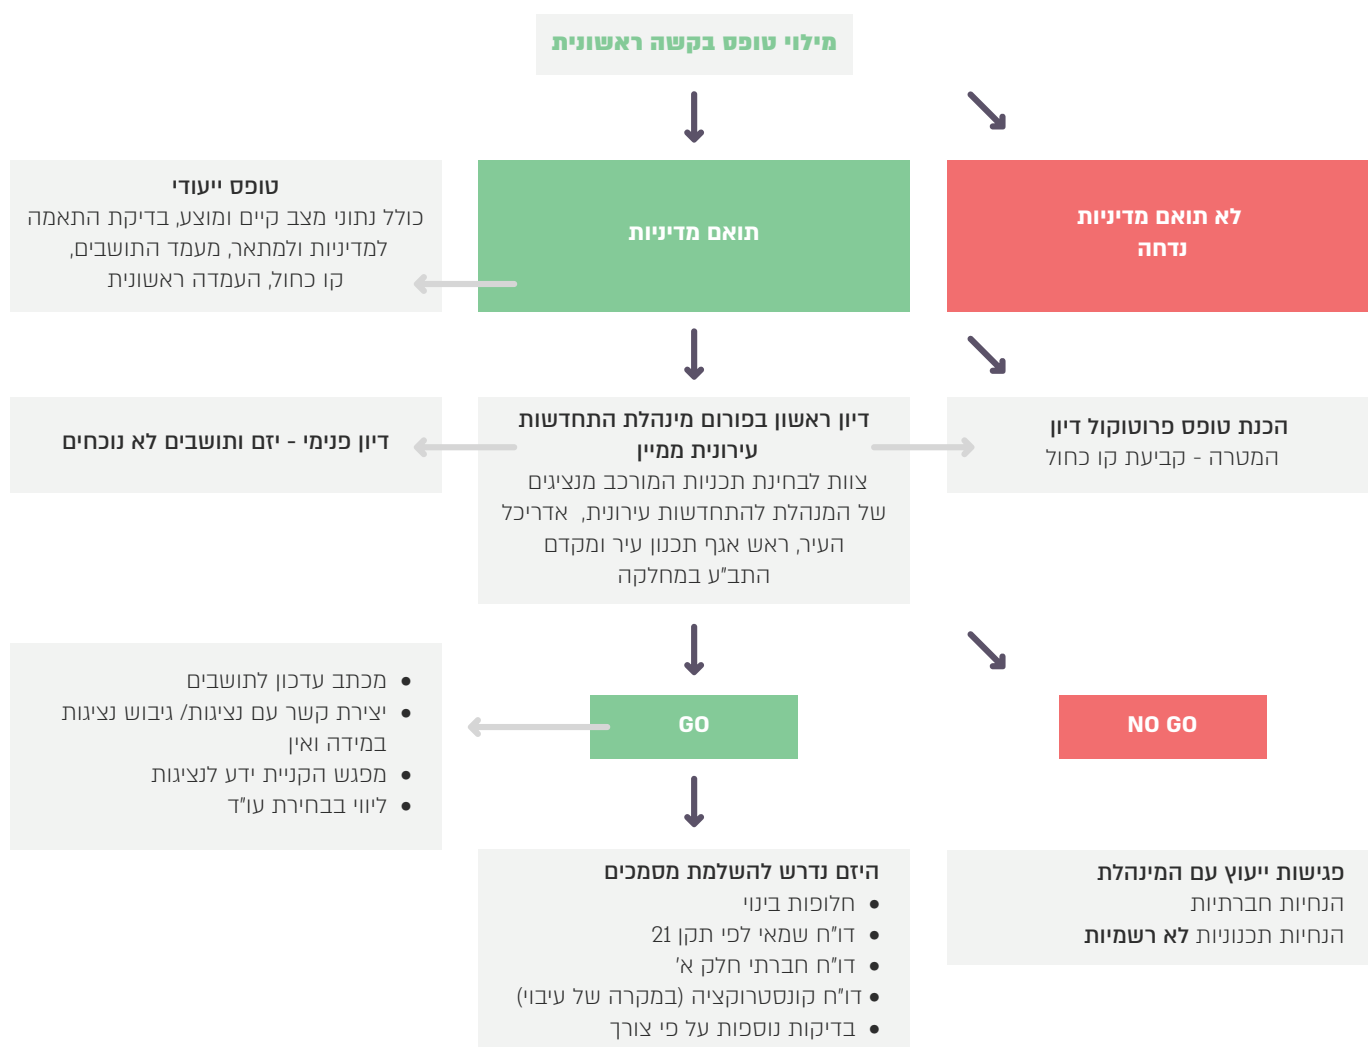 מילוי טופס בקשה ראשונית
לא תואם מדיניות
נדחה
תואם מדיניות
טופס ייעודי
כולל נתוני מצב קיים ומוצע, בדיקת התאמה
למדיניות ולמתאר, מעמד התושבים,
קו כחול, העמדה ראשונית
הכנת טופס פרוטוקול דיון
המטרה - קביעת קו כחול
דיון ראשון בפורום מינהלת התחדשות
עירונית ממיין
צוות לבחינת תכניות המורכב מנציגים
של המנהלת להתחדשות עירונית, אדריכל
העיר, ראש אגף תכנון עיר ומקדם
התב"ע במחלקה
דיון פנימי - יזם ותושבים לא נוכחים
NO GO
GO
• מכתב עדכון לתושבים
• יצירת קשר עם נציגות/ גיבוש נציגות
במידה ואין
• מפגש הקניית ידע לנציגות
• ליווי בבחירת עו"ד
פגישות ייעוץ עם המינהלת
הנחיות חברתיות
הנחיות תכנוניות לא רשמיות
היזם נדרש להשלמת מסמכים
• חלופות בינוי
• דו"ח שמאי לפי תקן 21
• דו"ח חברתי חלק א'
• דו"ח קונסטרוקציה (במקרה של עיבוי)
• בדיקות נוספות על פי צורך